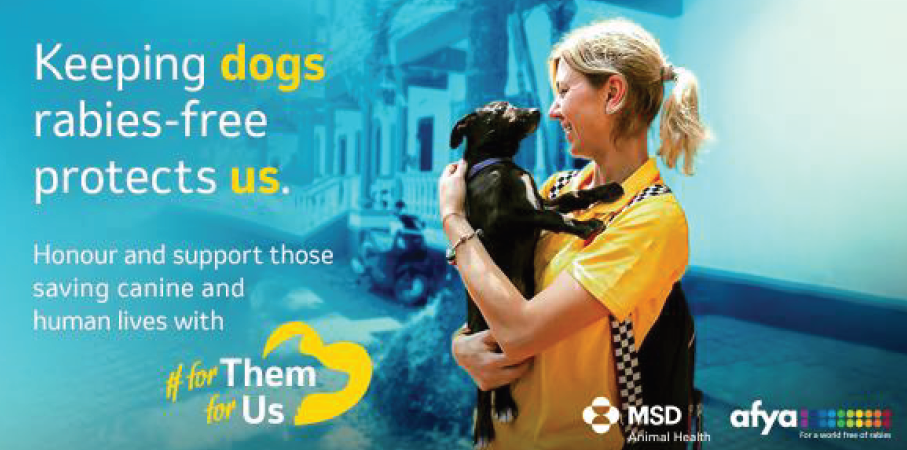 Keeping dogs
rabies-free
protects us.
Honour and support those
saving canine and
human lives with
#for Them
for Us
MSD
Animal Health
afya
For a world free of rabies